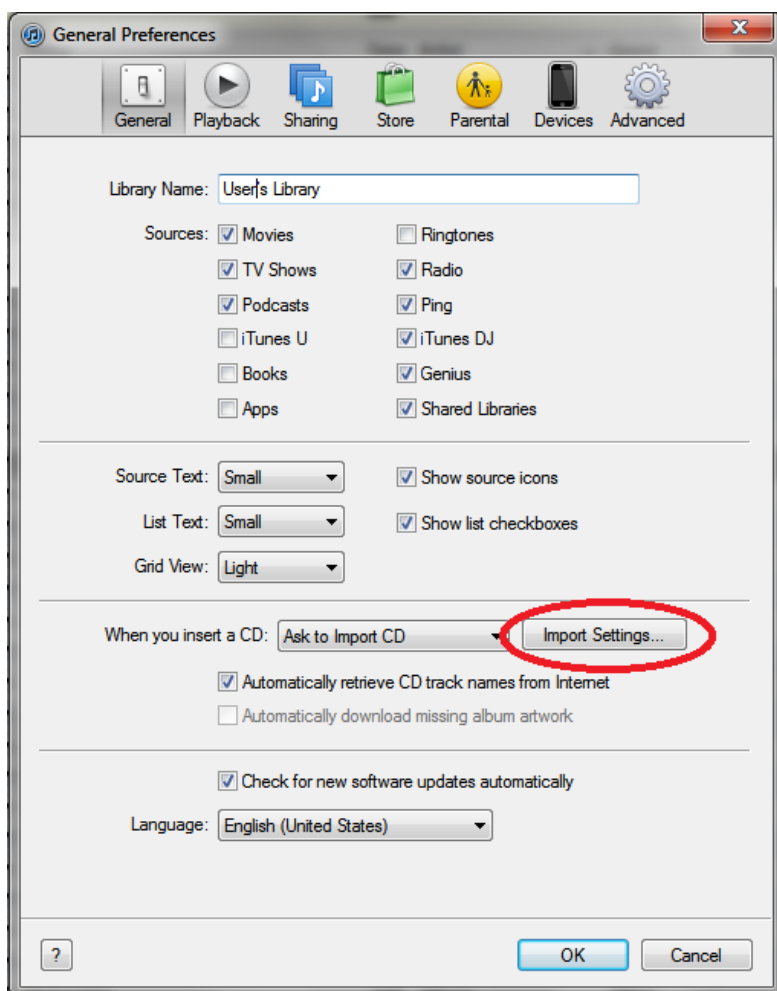 General Preferences
X
General Playback Sharing Store Parental Devices Advanced
Library Name: User's Library
Sources: Movies Ringtones
TV Shows Radio
Podcasts Ping
iTunes U iTunes DJ
Books Genius
Apps Shared Libraries
Source Text: Small Show source icons
List Text: Small Show list checkboxes
Grid View: Light
When you insert a CD: Ask to Import CD Import Settings...
Automatically retrieve CD track names from Internet
Automatically download missing album artwork
Check for new software updates automatically
Language: English (United States)
? OK Cancel